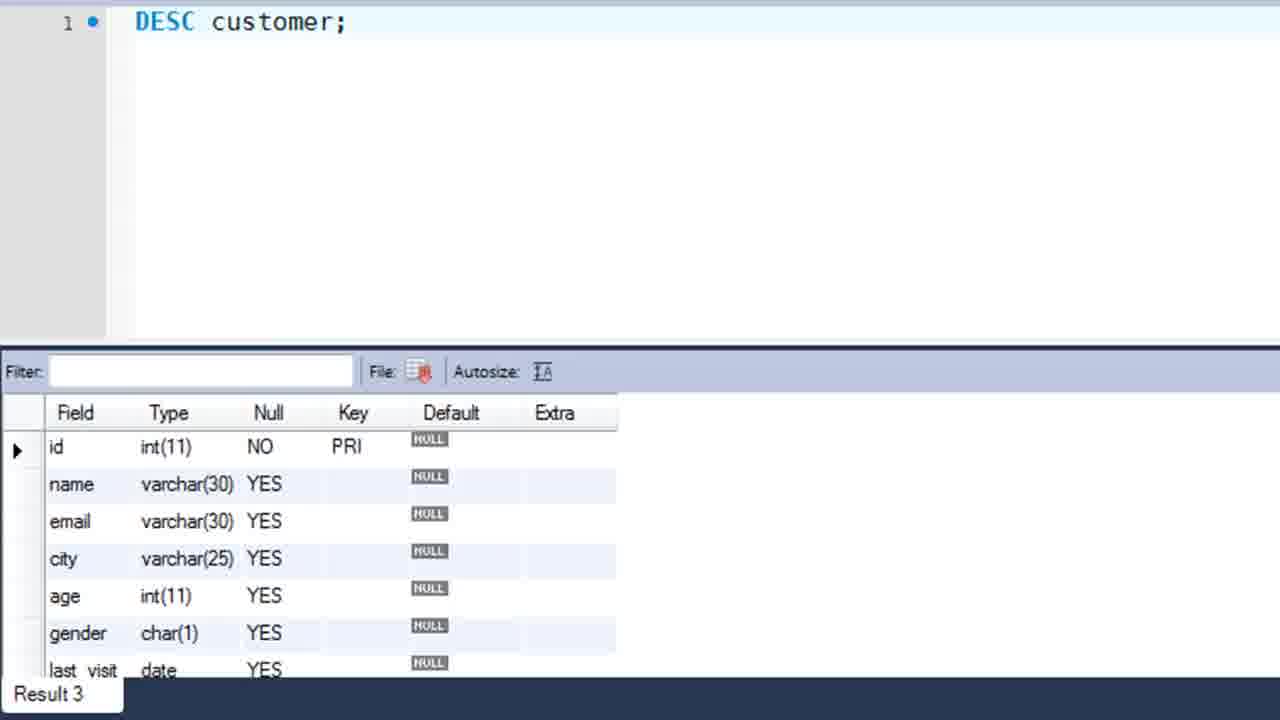 1 DESC customer;
Filter: File: Autosize:
Field Type Null Key Default Extra
id int(11) NO PRI NULL
name varchar(30) YES NULL
email varchar(30) YES NULL
city varchar(25) YES NULL
age int(11) YES NULL
gender char(1) YES NULL
last_visit date YES NULL
Result 3